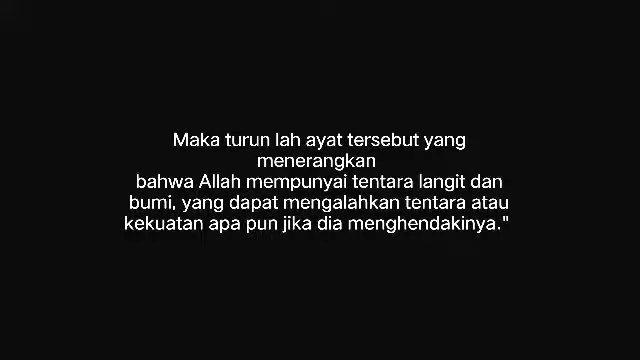 Maka turun lah ayat tersebut yang
menerangkan
bahwa Allah mempunyai tentara langit dan
bumi, yang dapat mengalahkan tentara atau
kekuatan apa pun jika dia menghendakinya."